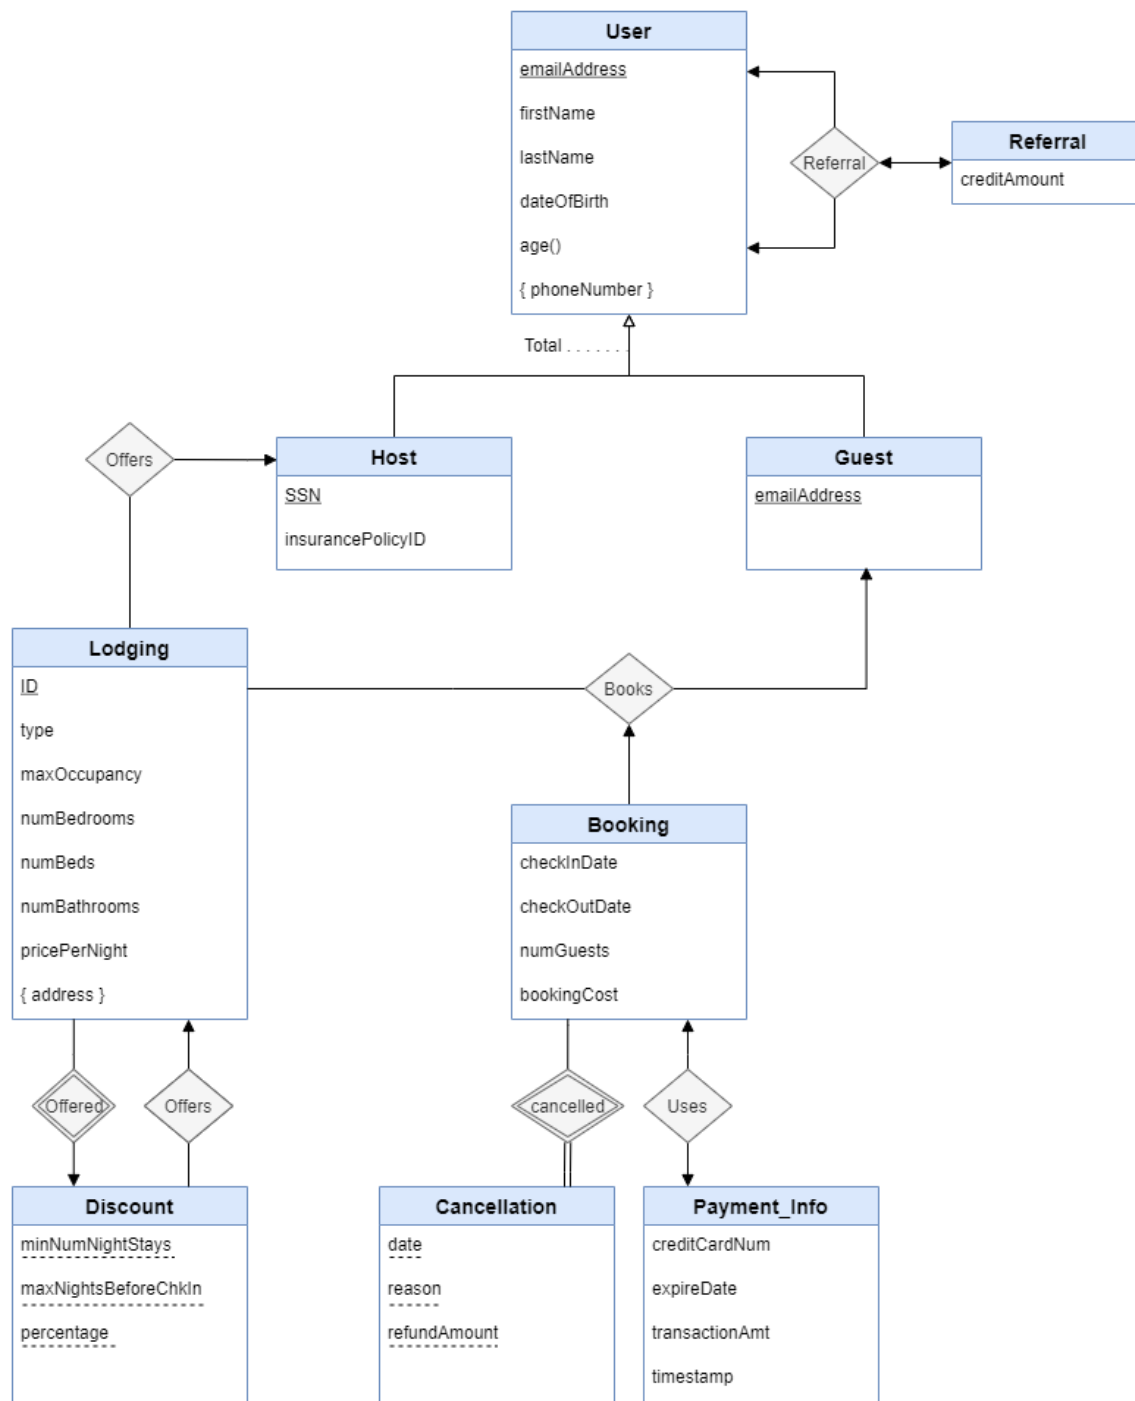 User
emailAddress
firstName
lastName
dateOfBirth
age()
{ phoneNumber }
Referral
Referral
creditAmount
Total . . . . . . .
Offers
Host
SSN
insurancePolicyID
Guest
emailAddress
Lodging
ID
type
maxOccupancy
numBedrooms
numBeds
numBathrooms
pricePerNight
{ address }
Books
Booking
checkInDate
checkOutDate
numGuests
bookingCost
Offered
Offers
cancelled
Uses
Discount
minNumNightStays
maxNightsBeforeChkIn
percentage
Cancellation
date
reason
refundAmount
Payment_Info
creditCardNum
expireDate
transactionAmt
timestamp